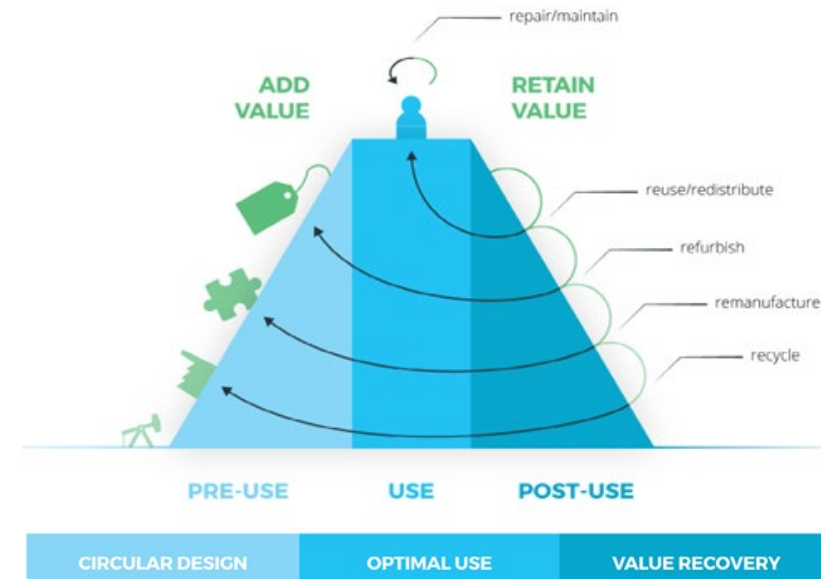 repair/maintain
ADD
VALUE
RETAIN
VALUE
reuse/redistribute
refurbish
remanufacture
recycle
PRE-USE
USE
POST-USE
CIRCULAR DESIGN
OPTIMAL USE
VALUE RECOVERY